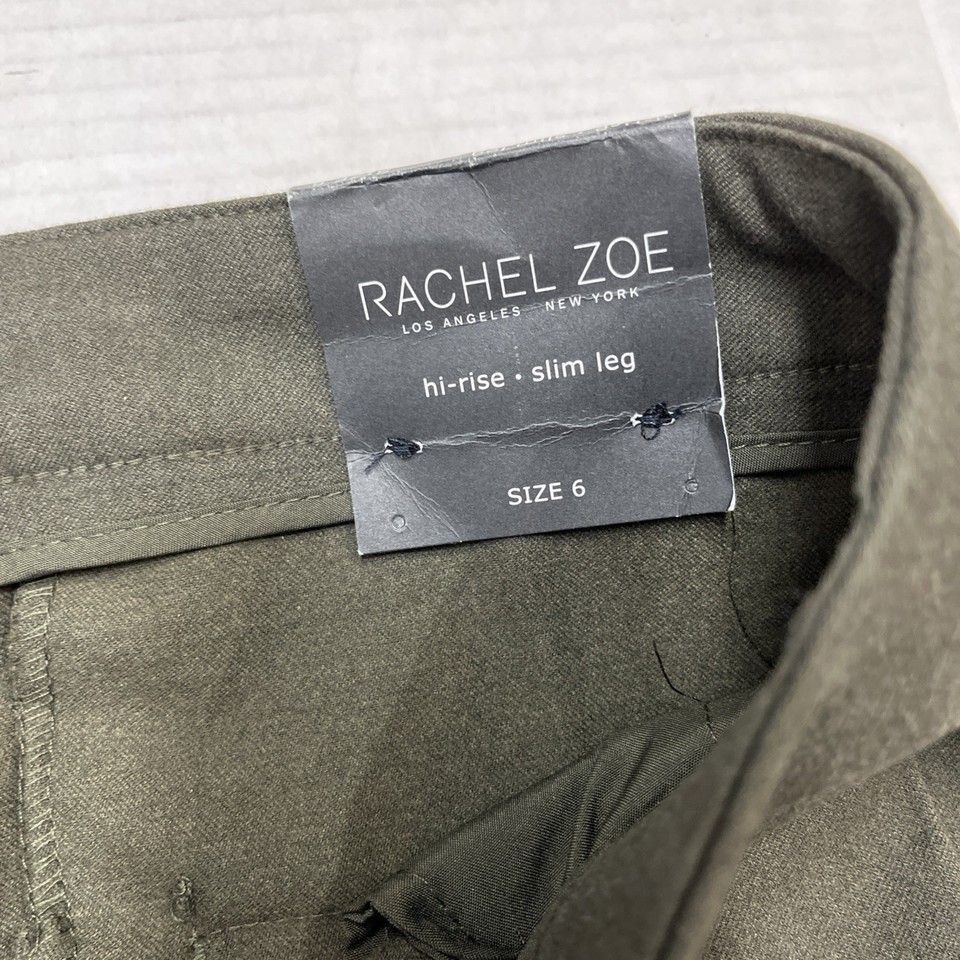 RACHEL ZOE
LOS ANGELES NEW YORK
hi-rise • slim leg
SIZE 6